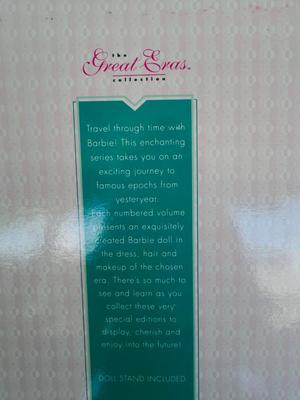 the
Great Eras™
collection
Travel through time with
Barbie! This enchanting
series takes you on an
exciting journey to
famous epochs from
yesteryear.
Each numbered volume
presents an exquisitely
created Barbie doll in
the dress, hair and
makeup of the chosen
era. There's so much to
see and learn as you
collect these very
special editions to
display, cherish and
enjoy into the future!
DOLL STAND INCLUDED.